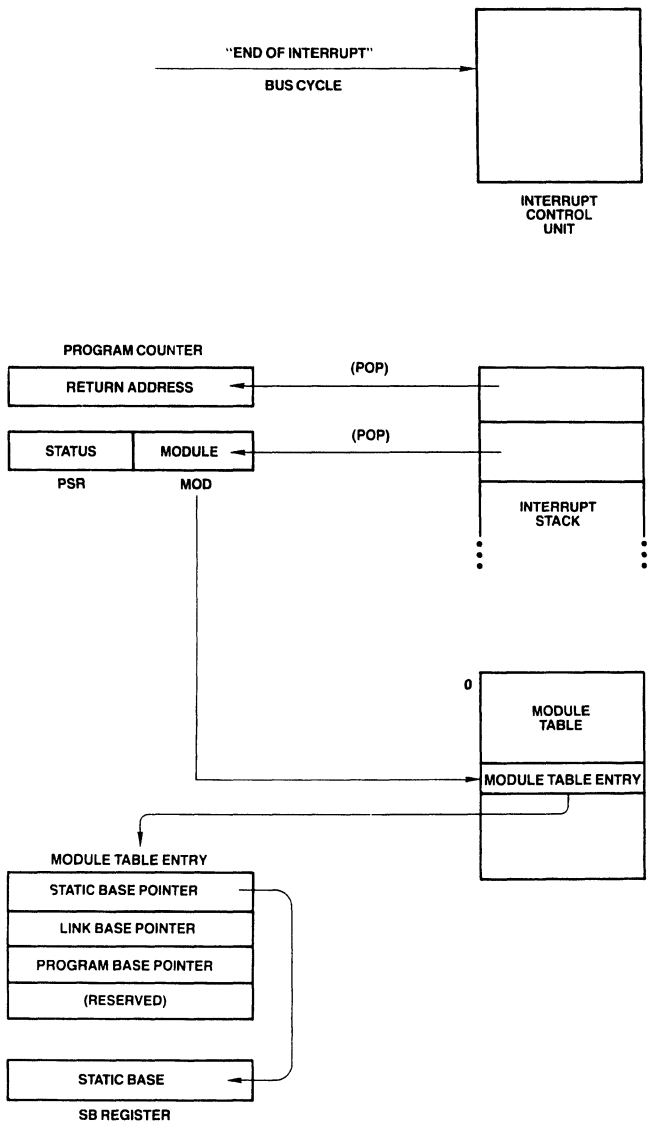 "END OF INTERRUPT"
BUS CYCLE
INTERRUPT
CONTROL
UNIT
PROGRAM COUNTER
RETURN ADDRESS
(POP)
STATUS
MODULE
(POP)
PSR
MOD
INTERRUPT
STACK
0
MODULE
TABLE
MODULE TABLE ENTRY
MODULE TABLE ENTRY
STATIC BASE POINTER
LINK BASE POINTER
PROGRAM BASE POINTER
(RESERVED)
STATIC BASE
SB REGISTER